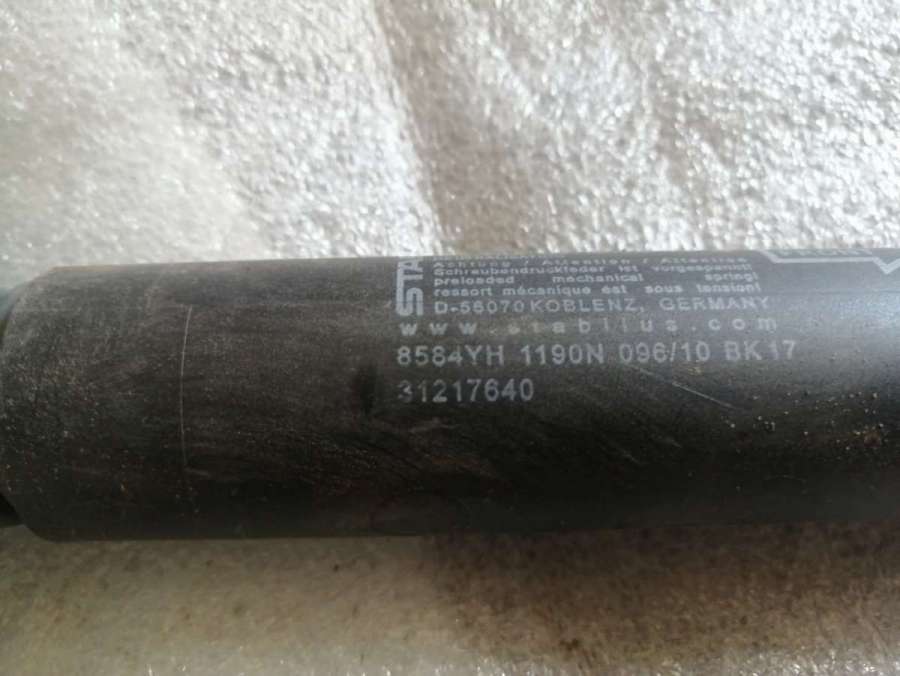 STA
Achtung / Attention / Attention
Schraubendruckfeder ist vorgespannt!
preloaded mechanical spring!
ressort mécanique est sous tension!
D-56070 KOBLENZ, GERMANY
www.stabilus.com
8584YH 1190N 096/10 BK17
31217640